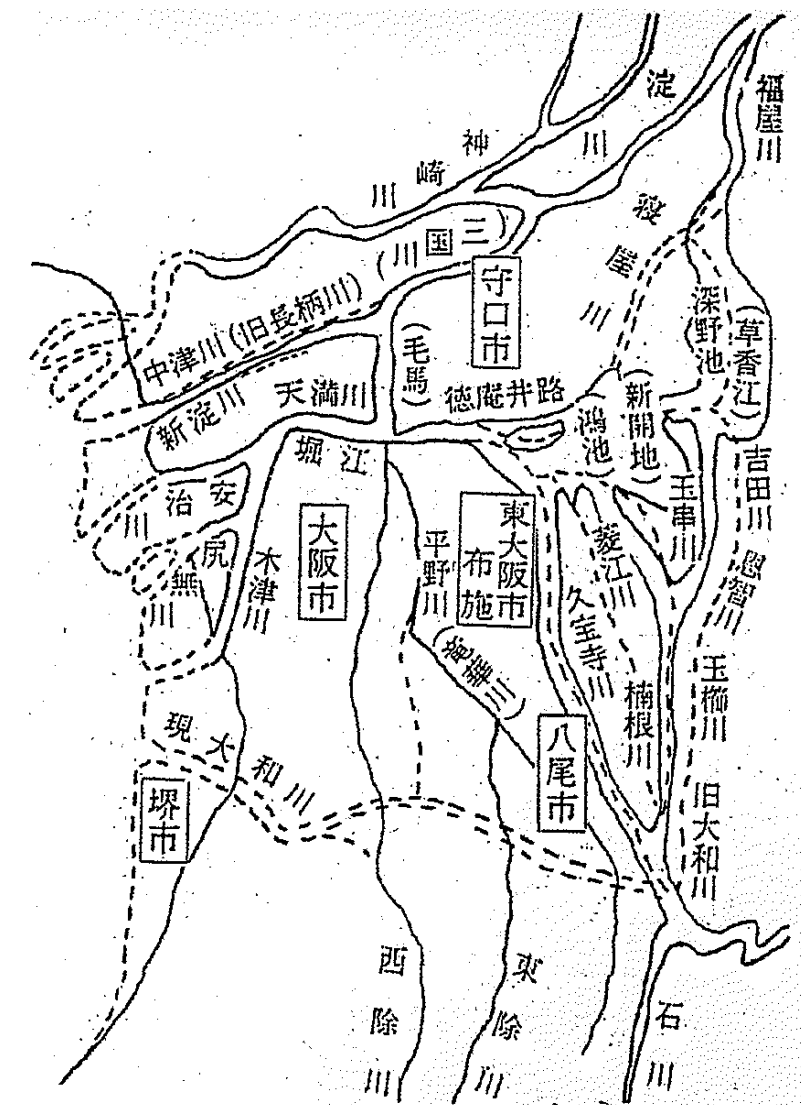 福屋川
淀川
神崎川
(三国川)
寝屋川
守口市
深野池
(草香江)
中津川(旧長柄川)
(毛馬)
新淀川
天満川
徳庵井路
鴻池
(新開地)
堀江
吉田川
玉串川
安治川
尻無川
木津川
大阪市
平野川
東大阪市
布施
菱江川
恩智川
久宝寺川
(竜華川)
楠根川
玉櫛川
現大和川
八尾市
旧大和川
堺市
西除川
東除川
石川